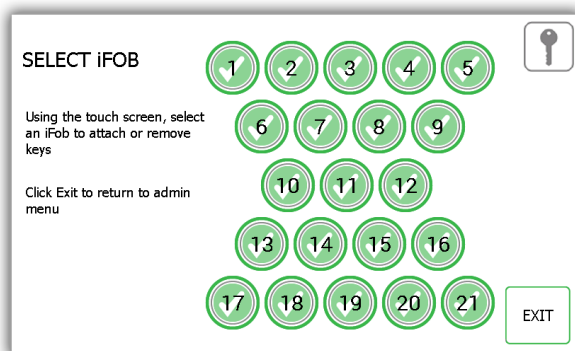 SELECT iFOB
Using the touch screen, select
an iFob to attach or remove
keys
Click Exit to return to admin
menu
1 2 3 4 5
6 7 8 9
10 11 12
13 14 15 16
17 18 19 20 21
EXIT